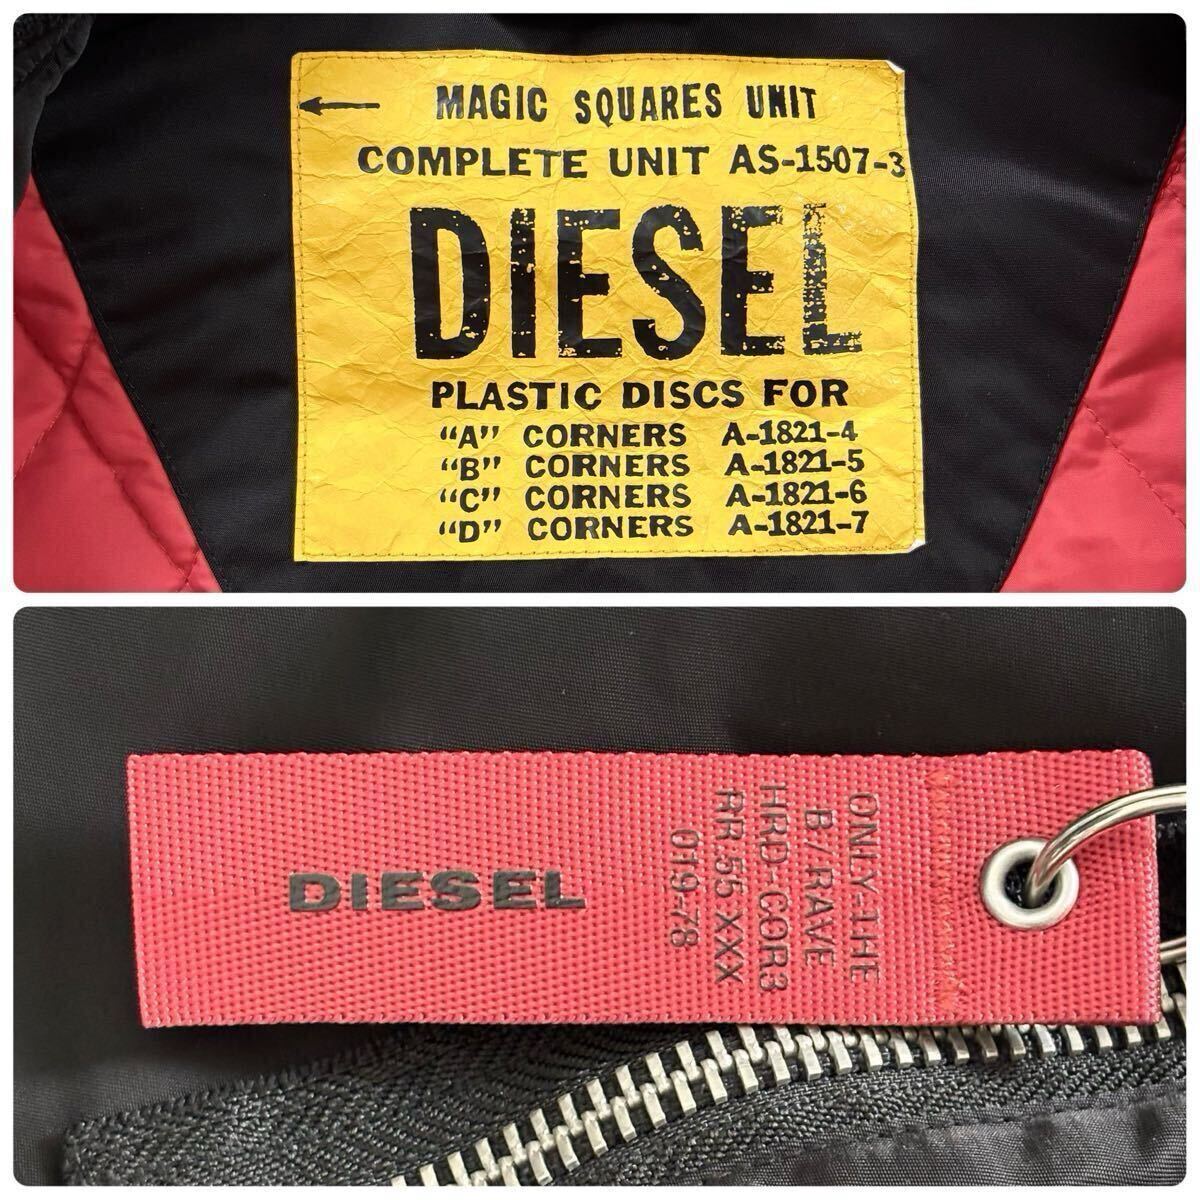 MAGIC SQUARES UNIT
COMPLETE UNIT AS-1507-3
DIESEL
PLASTIC DISCS FOR
“A” CORNERS A-1821-4
“B” CORNERS A-1821-5
“C” CORNERS A-1821-6
“D” CORNERS A-1821-7
DIESEL
ONLY-THE
B/RAVE
HRD-COR3
RR 55 XXX
019-78